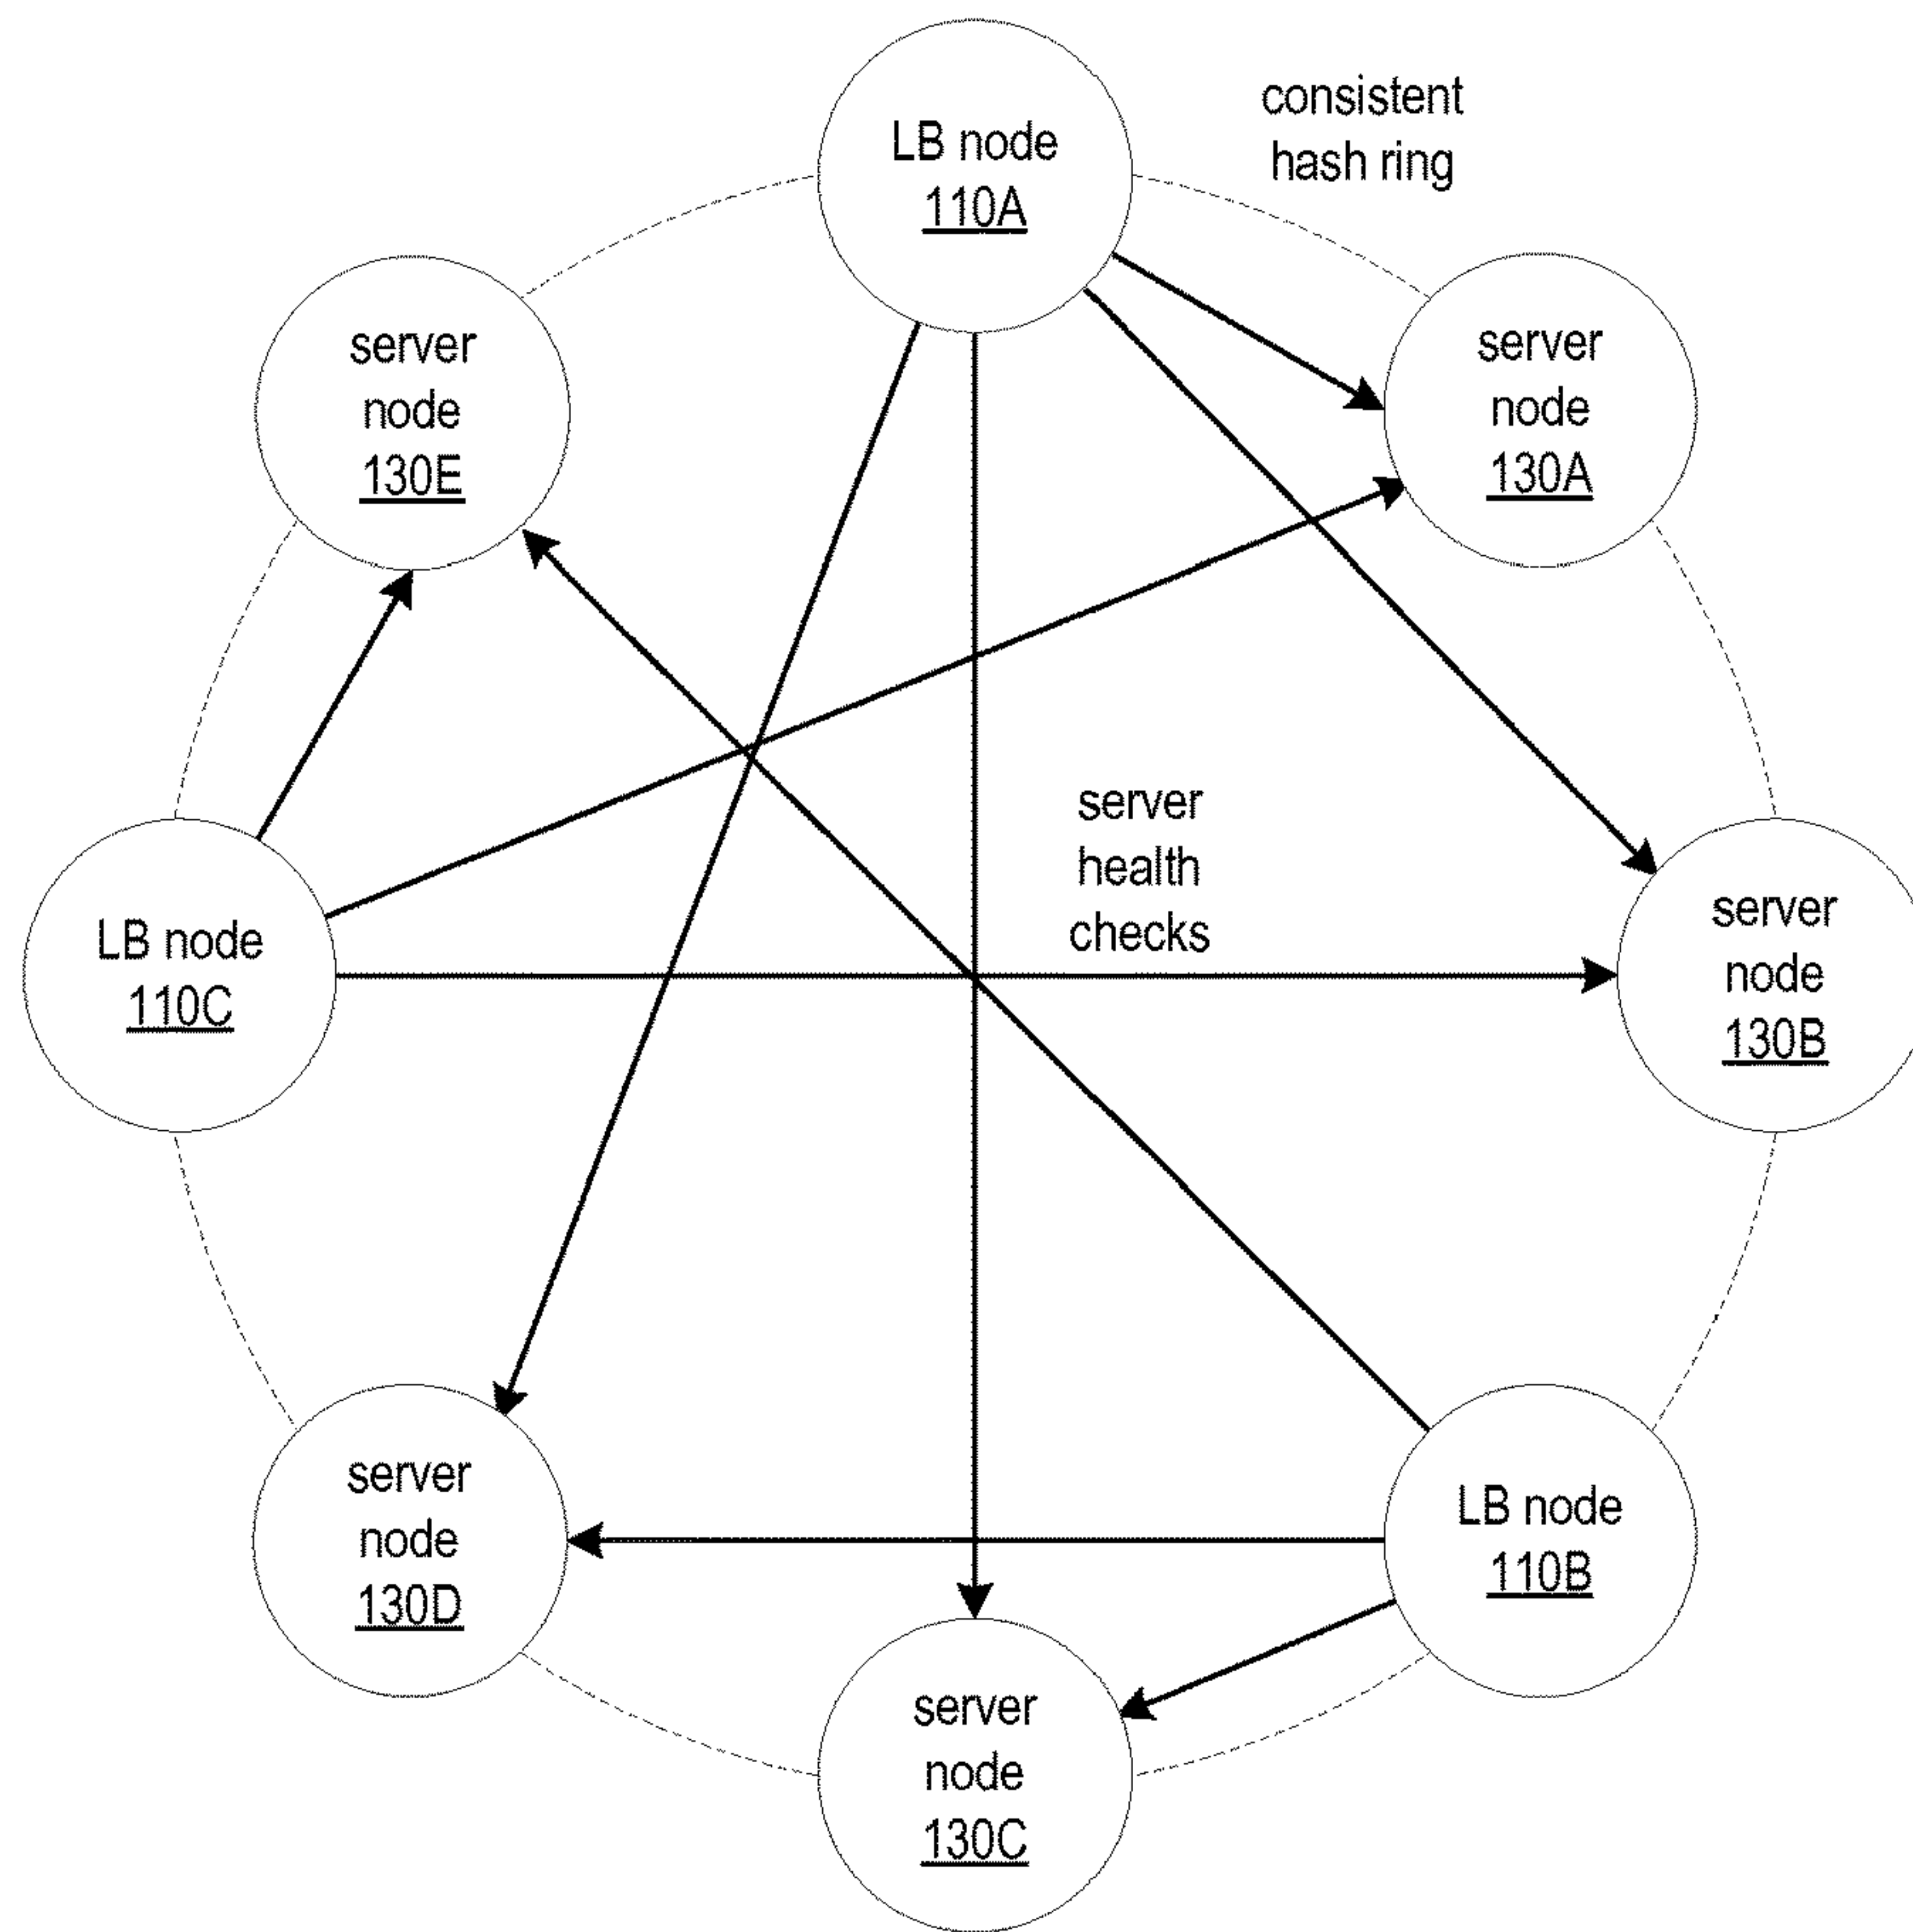 LB node
110A
consistent
hash ring
server
node
130E
server
node
130A
server
health
checks
LB node
110C
server
node
130B
server
node
130D
LB node
110B
server
node
130C